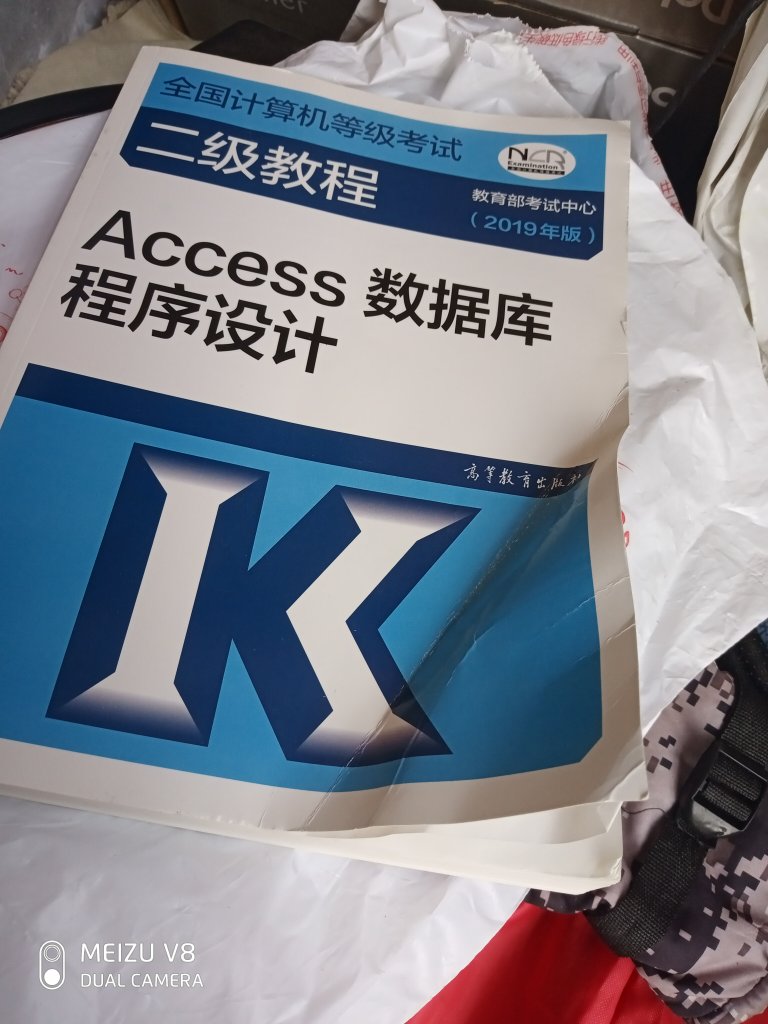 全国计算机等级考试
二级教程
NCR
Examination
教育部考试中心
（2019年版）
Access 数据库
程序设计
高等教育出版社
MEIZU V8
DUAL CAMERA